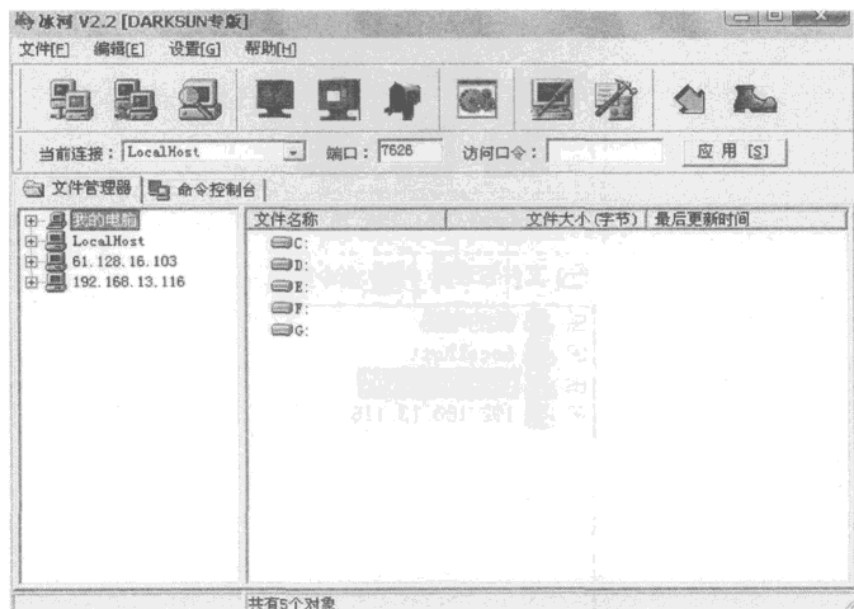 冰河 V2.2 [DARKSUN专版]
文件[F] 编辑[E] 设置[G] 帮助[H]
当前连接: LocalHost 端口: 7626 访问口令: 应用 [S]
文件管理器 命令控制台
我的电脑
LocalHost
61.128.16.103
192.168.13.116
文件名称 文件大小(字节) 最后更新时间
C:
D:
E:
F:
G:
共有5个对象